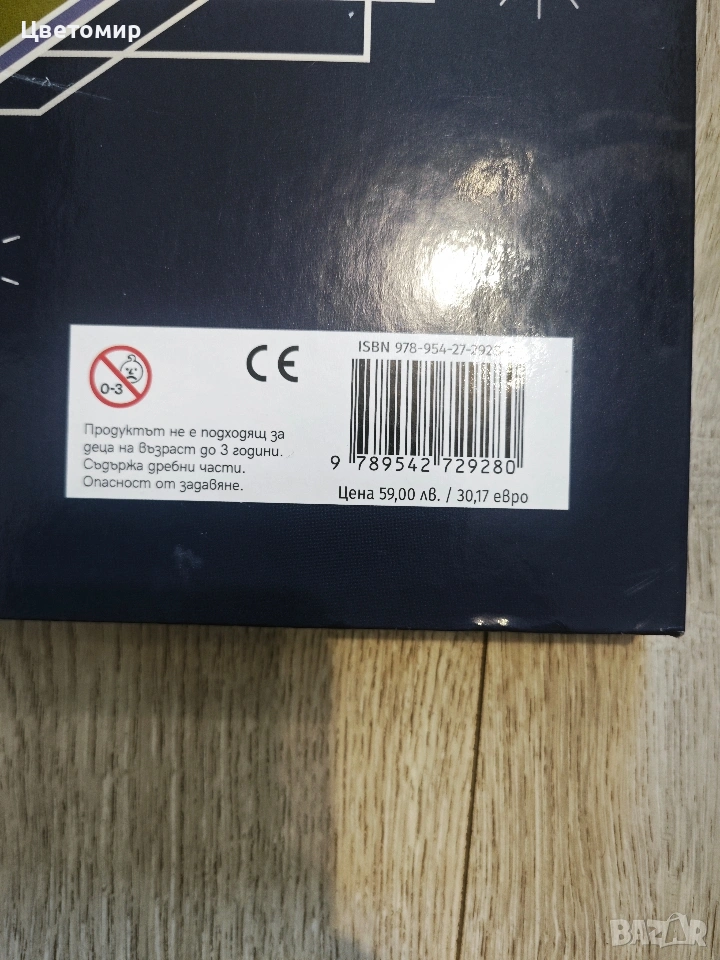 Цветомир
ISBN 978-954-27-2928-
CE
0-3
Продуктът не е подходящ за
деца на възраст до 3 години.
Съдържа дребни части.
Опасност от задавяне.
9 789542 729280
Цена 59,00 лв. / 30,17 евро
BAZAR